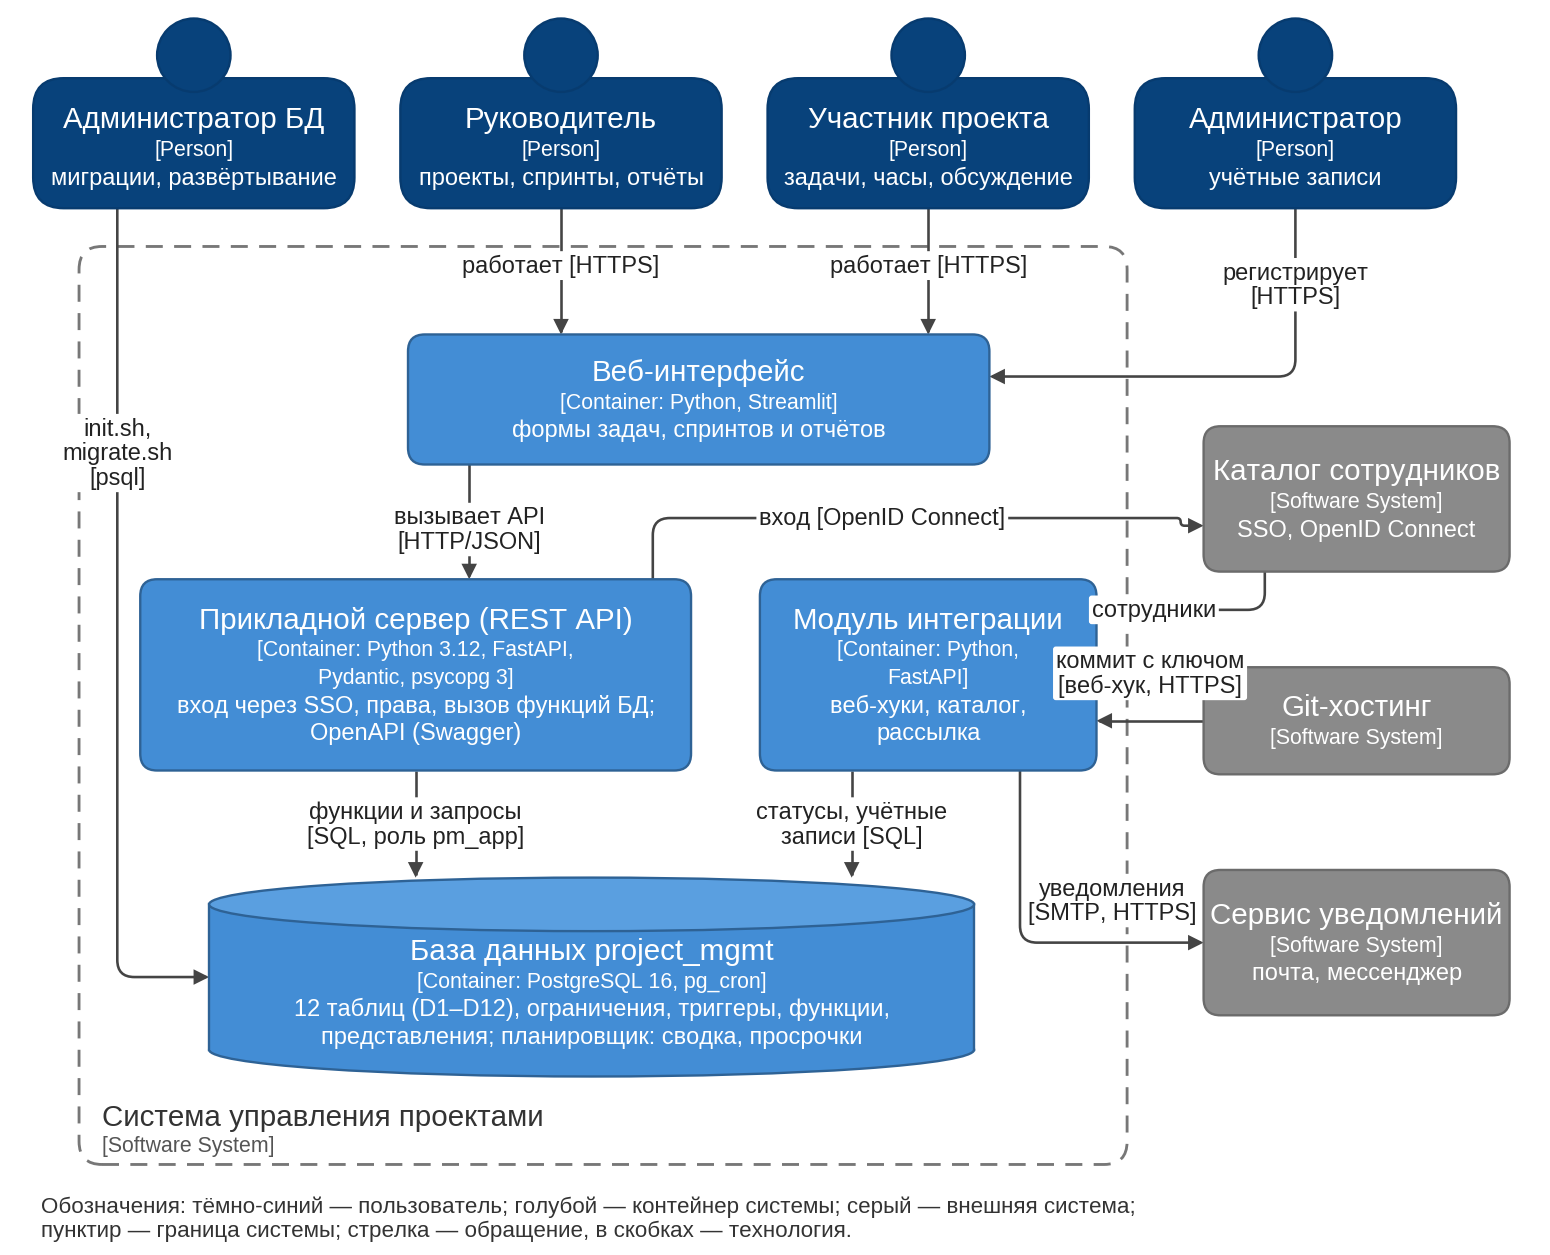 Администратор БД
[Person]
миграции, развёртывание
Руководитель
[Person]
проекты, спринты, отчёты
Участник проекта
[Person]
задачи, часы, обсуждение
Администратор
[Person]
учётные записи
работает [HTTPS]
работает [HTTPS]
регистрирует
[HTTPS]
Веб-интерфейс
[Container: Python, Streamlit]
формы задач, спринтов и отчётов
init.sh,
migrate.sh
[psql]
Каталог сотрудников
[Software System]
SSO, OpenID Connect
вызывает API
[HTTP/JSON]
вход [OpenID Connect]
Прикладной сервер (REST API)
[Container: Python 3.12, FastAPI,
Pydantic, psycopg 3]
вход через SSO, права, вызов функций БД;
OpenAPI (Swagger)
Модуль интеграции
[Container: Python,
FastAPI]
веб-хуки, каталог,
рассылка
сотрудники
коммит с ключом
[веб-хук, HTTPS]
Git-хостинг
[Software System]
функции и запросы
[SQL, роль pm_app]
статусы, учётные
записи [SQL]
уведомления
[SMTP, HTTPS]
Сервис уведомлений
[Software System]
почта, мессенджер
База данных project_mgmt
[Container: PostgreSQL 16, pg_cron]
12 таблиц (D1–D12), ограничения, триггеры, функции,
представления; планировщик: сводка, просрочки
Система управления проектами
[Software System]
Обозначения: тёмно-синий — пользователь; голубой — контейнер системы; серый — внешняя система;
пунктир — граница системы; стрелка — обращение, в скобках — технология.